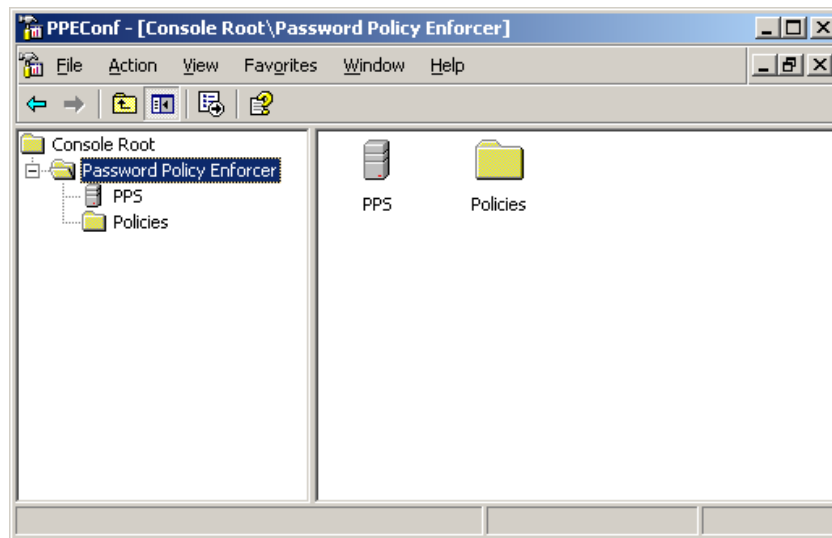 PPEConf - [Console Root\Password Policy Enforcer]
File Action View Favorites Window Help
Console Root
Password Policy Enforcer
PPS
Policies
PPS
Policies